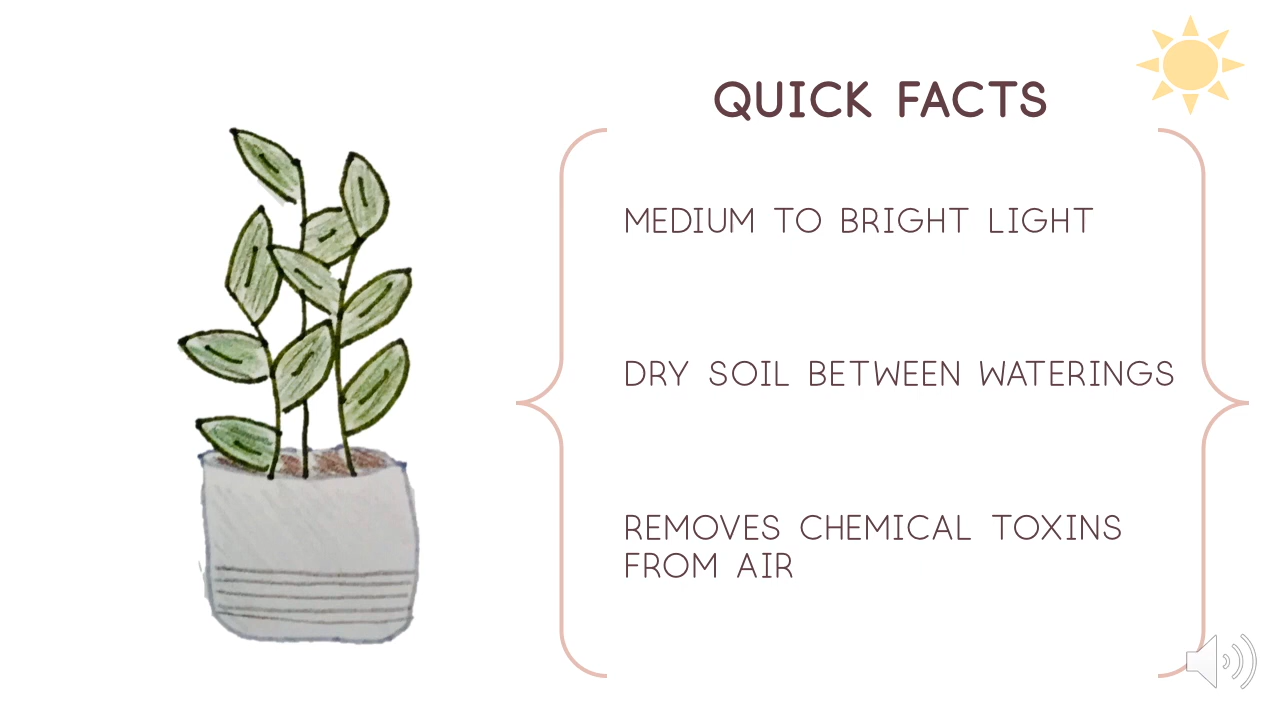 QUICK FACTS
MEDIUM TO BRIGHT LIGHT
DRY SOIL BETWEEN WATERINGS
REMOVES CHEMICAL TOXINS
FROM AIR